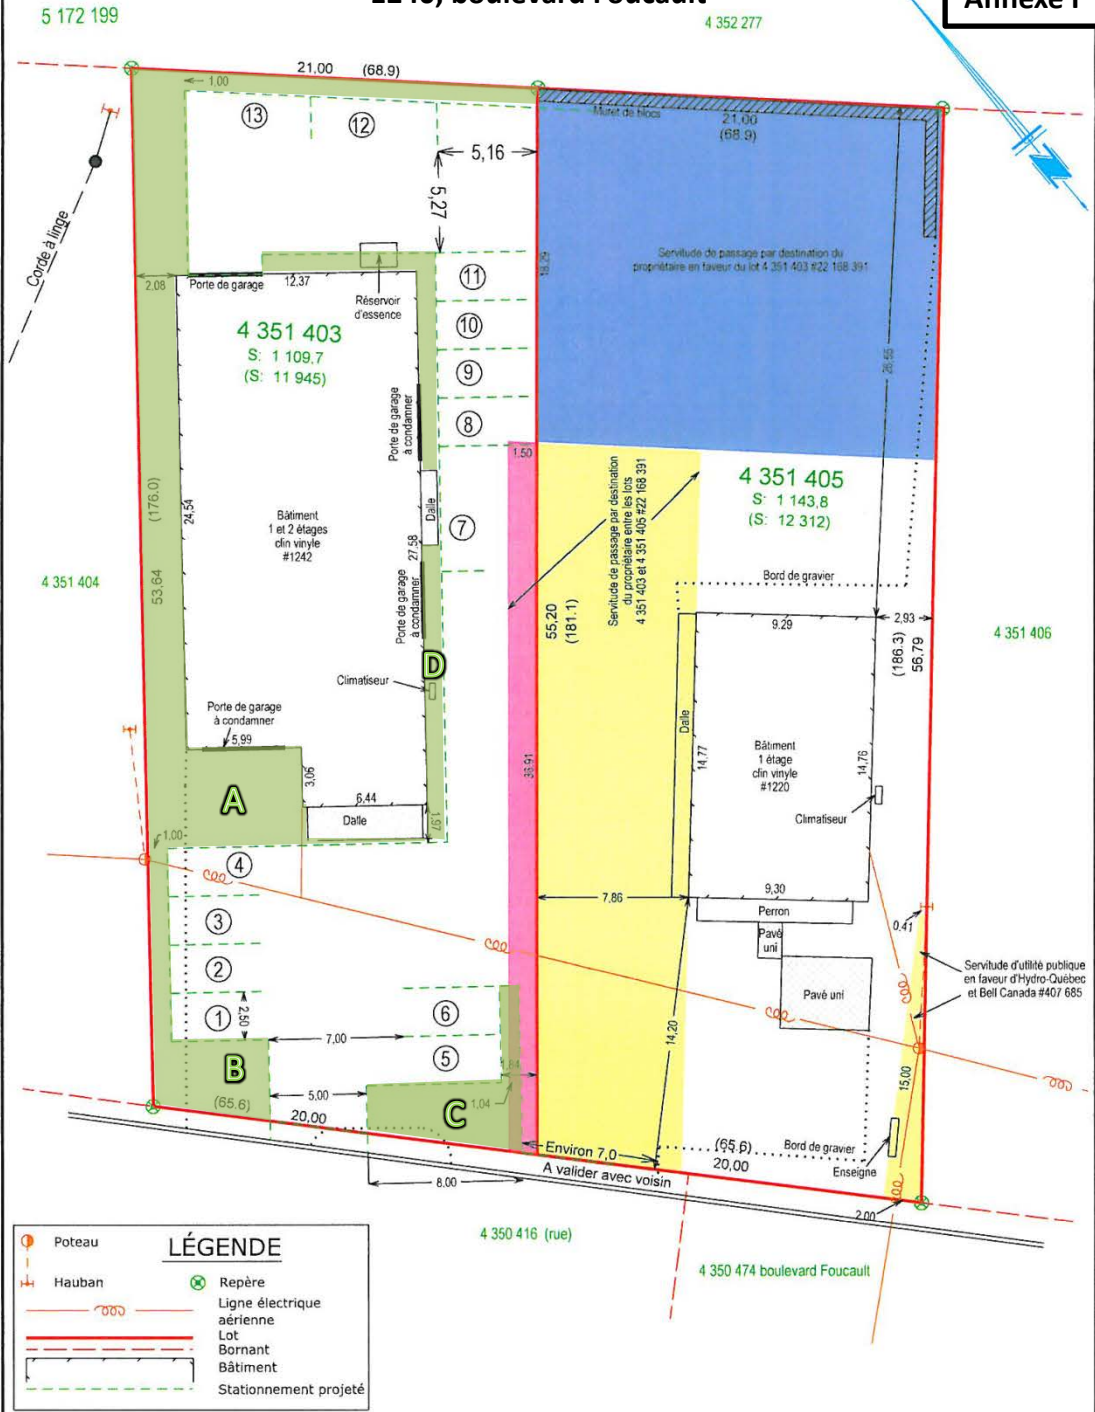 boulevard Foucault
5 172 199
4 352 277
21,00 (68.9)
1,00
13
12
5,16
5,27
Muret de blocs
21,00
(68.9)
Corde à linge
2,08
Porte de garage
12,37
Réservoir
d'essence
11
10
9
8
7
18,29
Servitude de passage par destination du
propriétaire en faveur du lot 4 351 403 #22 168 391
26,55
4 351 403
S: 1 109,7
(S: 11 945)
Porte de garage
à condamner
1,50
(176.0)
53,64
24,54
Bâtiment
1 et 2 étages
clin vinyle
#1242
Dalle
27,58
Servitude de passage par destination
du propriétaire entre les lots
4 351 403 et 4 351 405 #22 168 391
4 351 405
S: 1 143,8
(S: 12 312)
4 351 404
Porte de garage
à condamner
55,20
(181.1)
Bord de gravier
9.29
2,93
(186.3)
56,79
4 351 406
D
Climatiseur
Porte de garage
à condamner
5,99
3,06
A
6,44
Dalle
1,97
36,91
Dalle
14,77
Bâtiment
1 étage
clin vinyle
#1220
14,76
Climatiseur
1,00
4
3
2
1
2,50
7,86
9,30
Perron
Pavé
uni
Pavé uni
0.41
Servitude d'utilité publique
en faveur d'Hydro-Québec
et Bell Canada #407 685
7,00
6
5
1,84
14,20
15,00
B
(65.6)
20,00
5,00
C
1,04
8,00
Environ 7,0
A valider avec voisin
(65.6)
20,00
Bord de gravier
Enseigne
2,00
4 350 416 (rue)
4 350 474 boulevard Foucault
LÉGENDE
Poteau
Hauban
Repère
Ligne électrique
aérienne
Lot
Bornant
Bâtiment
Stationnement projeté